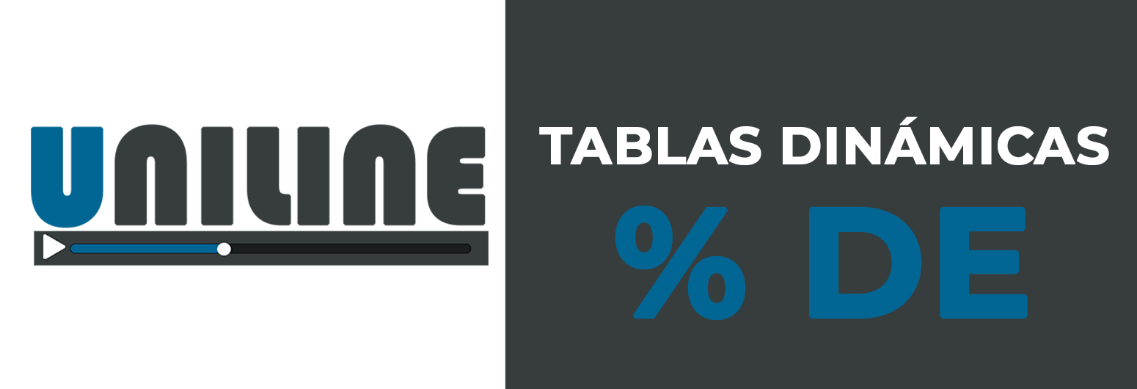 UNILINE
TABLAS DINÁMICAS
% DE